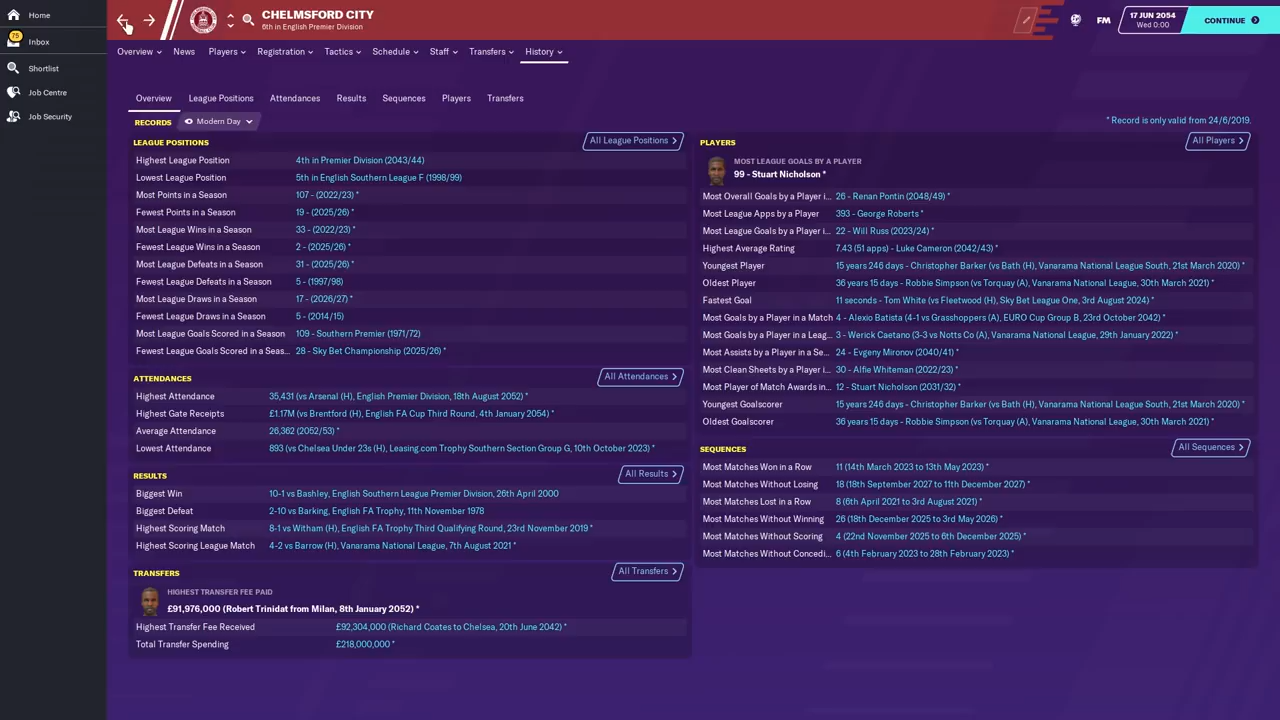 Home
75
Inbox
Shortlist
Job Centre
Job Security
CHELMSFORD CITY
6th in English Premier Division
FM
17 JUN 2054
Wed 0:00
CONTINUE
Overview
News
Players
Registration
Tactics
Schedule
Staff
Transfers
History
Overview
League Positions
Attendances
Results
Sequences
Players
Transfers
RECORDS
Modern Day
* Record is only valid from 24/6/2019.
LEAGUE POSITIONS
All League Positions
Highest League Position 4th in Premier Division (2043/44)
Lowest League Position 5th in English Southern League F (1998/99)
Most Points in a Season 107 - (2022/23) *
Fewest Points in a Season 19 - (2025/26) *
Most League Wins in a Season 33 - (2022/23) *
Fewest League Wins in a Season 2 - (2025/26) *
Most League Defeats in a Season 31 - (2025/26) *
Fewest League Defeats in a Season 5 - (1997/98)
Most League Draws in a Season 17 - (2026/27) *
Fewest League Draws in a Season 5 - (2014/15)
Most League Goals Scored in a Season 109 - Southern Premier (1971/72)
Fewest League Goals Scored in a Seas... 28 - Sky Bet Championship (2025/26) *
ATTENDANCES
All Attendances
Highest Attendance 35,431 (vs Arsenal (H), English Premier Division, 18th August 2052) *
Highest Gate Receipts £1.17M (vs Brentford (H), English FA Cup Third Round, 4th January 2054) *
Average Attendance 26,362 (2052/53) *
Lowest Attendance 893 (vs Chelsea Under 23s (H), Leasing.com Trophy Southern Section Group G, 10th October 2023) *
RESULTS
All Results
Biggest Win 10-1 vs Bashley, English Southern League Premier Division, 26th April 2000
Biggest Defeat 2-10 vs Barking, English FA Trophy, 11th November 1978
Highest Scoring Match 8-1 vs Witham (H), English FA Trophy Third Qualifying Round, 23rd November 2019 *
Highest Scoring League Match 4-2 vs Barrow (H), Vanarama National League, 7th August 2021 *
TRANSFERS
All Transfers
HIGHEST TRANSFER FEE PAID
£91,976,000 (Robert Trinidat from Milan, 8th January 2052) *
Highest Transfer Fee Received £92,304,000 (Richard Coates to Chelsea, 20th June 2042) *
Total Transfer Spending £218,000,000 *
PLAYERS
All Players
MOST LEAGUE GOALS BY A PLAYER
99 - Stuart Nicholson *
Most Overall Goals by a Player i... 26 - Renan Pontin (2048/49) *
Most League Apps by a Player 393 - George Roberts *
Most League Goals by a Player i... 22 - Will Russ (2023/24) *
Highest Average Rating 7.43 (51 apps) - Luke Cameron (2042/43) *
Youngest Player 15 years 246 days - Christopher Barker (vs Bath (H), Vanarama National League South, 21st March 2020) *
Oldest Player 36 years 15 days - Robbie Simpson (vs Torquay (A), Vanarama National League, 30th March 2021) *
Fastest Goal 11 seconds - Tom White (vs Fleetwood (H), Sky Bet League One, 3rd August 2024) *
Most Goals by a Player in a Match 4 - Alexio Batista (4-1 vs Grasshoppers (A), EURO Cup Group B, 23rd October 2042) *
Most Goals by a Player in a Leag... 3 - Werick Caetano (3-3 vs Notts Co (A), Vanarama National League, 29th January 2022) *
Most Assists by a Player in a Se... 24 - Evgeny Mironov (2040/41) *
Most Clean Sheets by a Player i... 30 - Alfie Whiteman (2022/23) *
Most Player of Match Awards in... 12 - Stuart Nicholson (2031/32) *
Youngest Goalscorer 15 years 246 days - Christopher Barker (vs Bath (H), Vanarama National League South, 21st March 2020) *
Oldest Goalscorer 36 years 15 days - Robbie Simpson (vs Torquay (A), Vanarama National League, 30th March 2021) *
SEQUENCES
All Sequences
Most Matches Won in a Row 11 (14th March 2023 to 13th May 2023) *
Most Matches Without Losing 18 (18th September 2027 to 11th December 2027) *
Most Matches Lost in a Row 8 (6th April 2021 to 3rd August 2021) *
Most Matches Without Winning 26 (18th December 2025 to 3rd May 2026) *
Most Matches Without Scoring 4 (22nd November 2025 to 6th December 2025) *
Most Matches Without Concedi... 6 (4th February 2023 to 28th February 2023) *